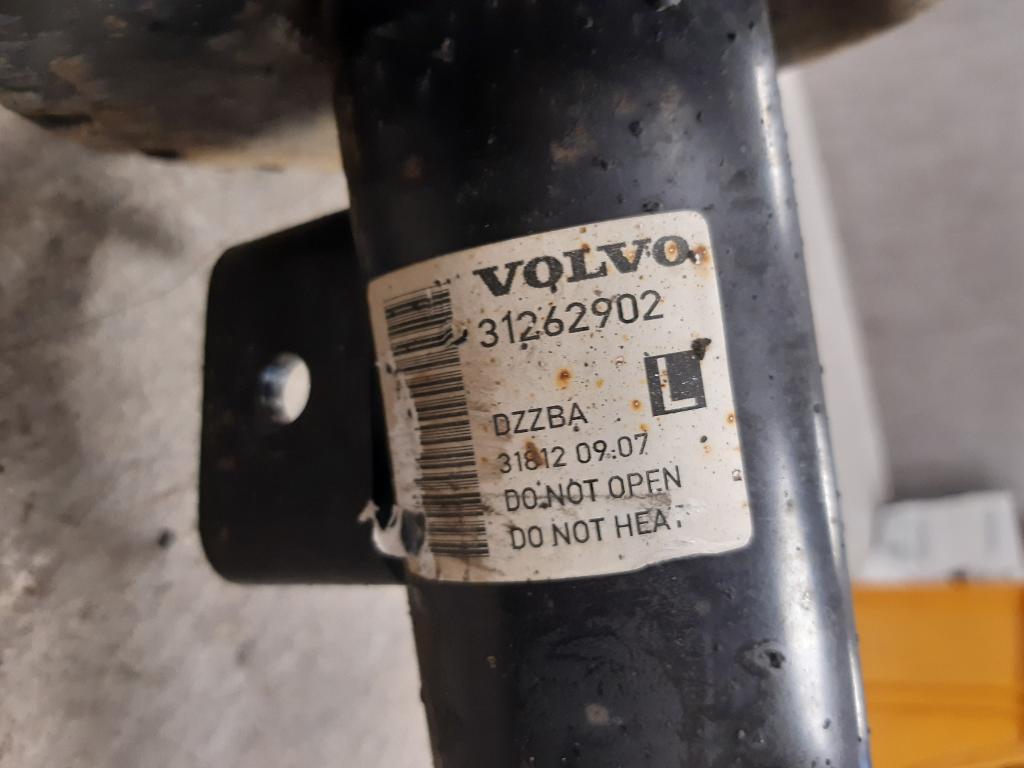 VOLVO
31262902
L
DZZBA
31812 09:07
DO NOT OPEN
DO NOT HEAT